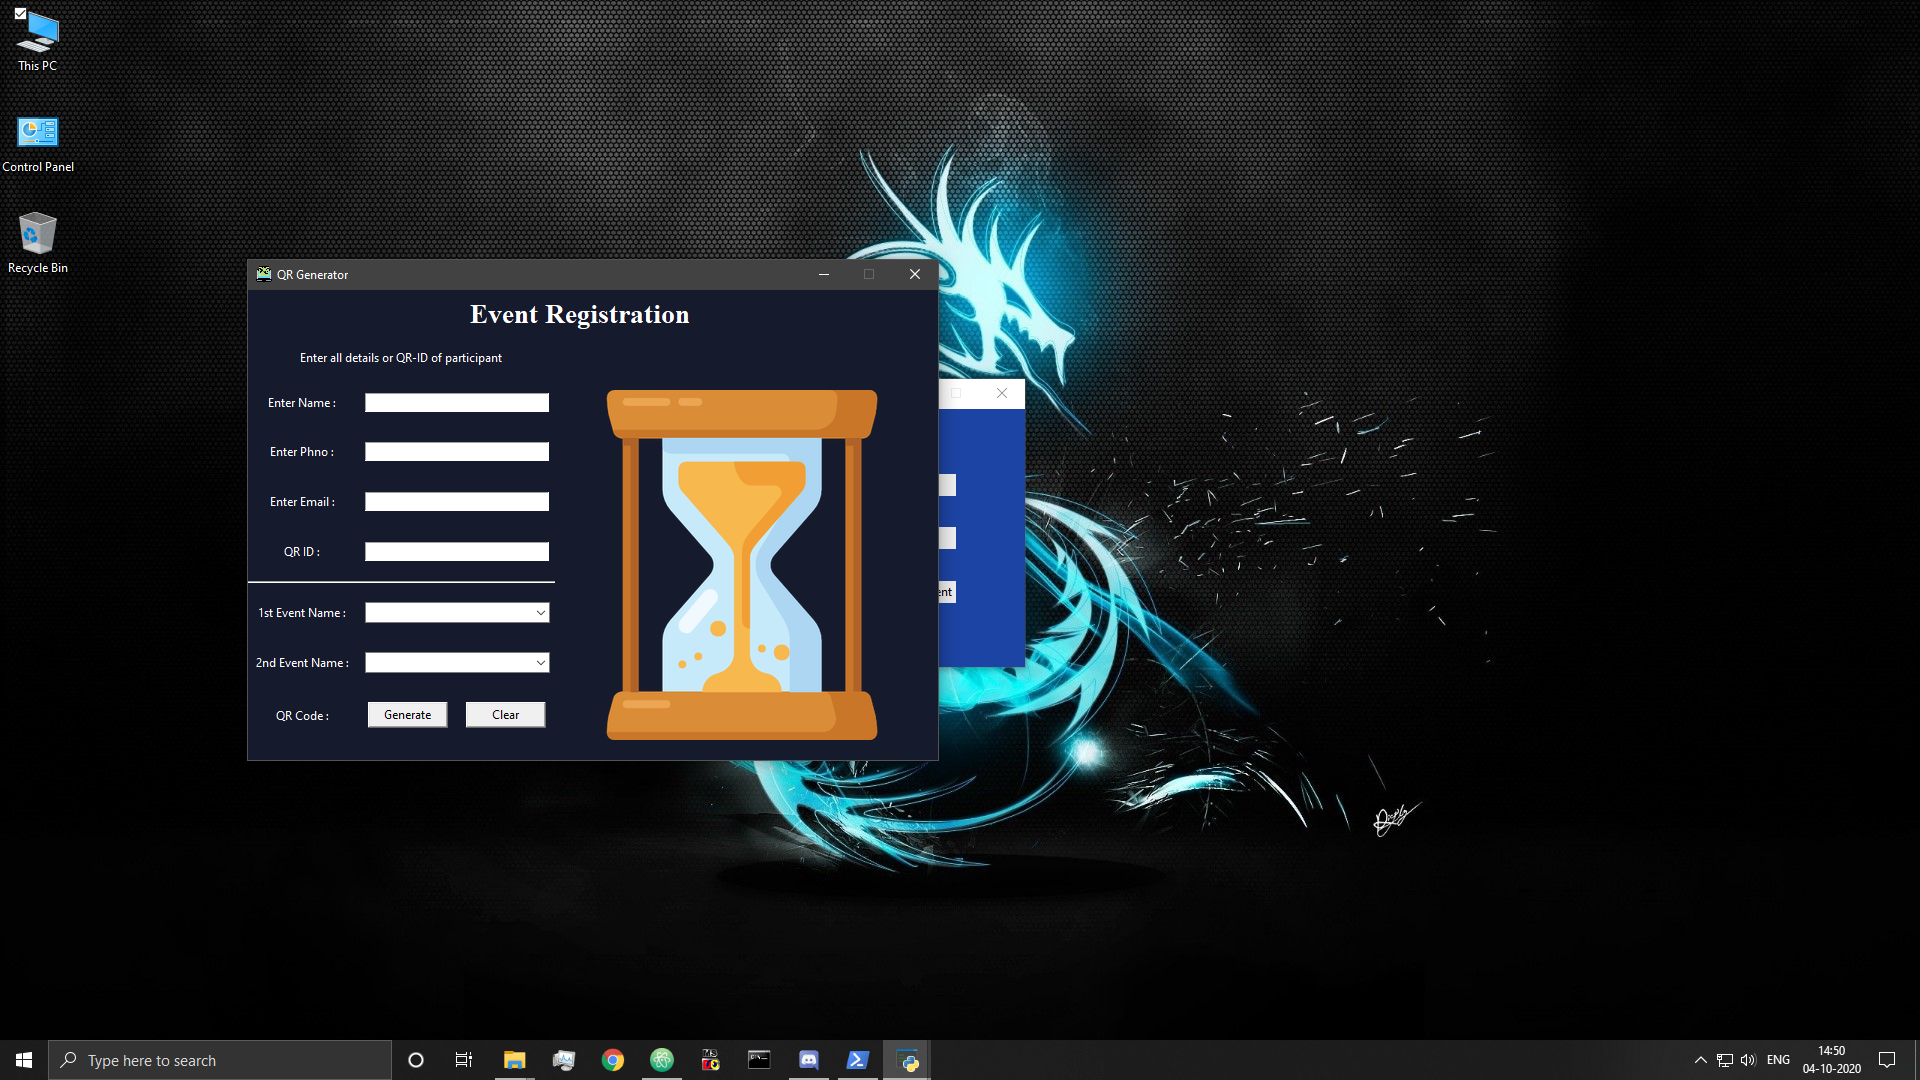 This PC
Control Panel
Recycle Bin
QR Generator
Event Registration
Enter all details or QR-ID of participant
Enter Name :
Enter Phno :
Enter Email :
QR ID :
1st Event Name :
2nd Event Name :
QR Code :
Generate
Clear
ent
Type here to search
ENG
14:50
04-10-2020